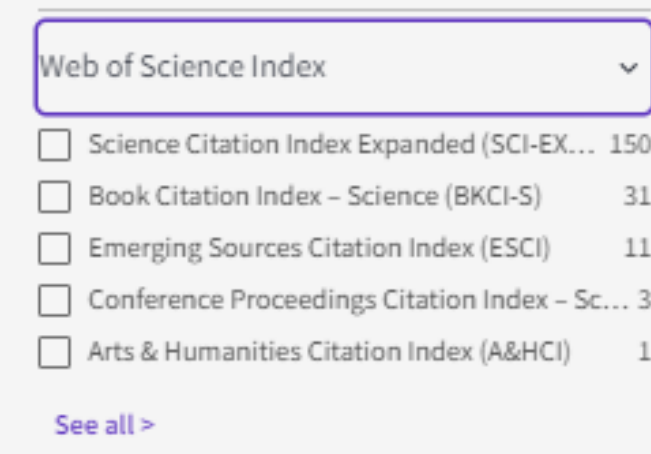 Web of Science Index
Science Citation Index Expanded (SCI-EX... 150
Book Citation Index – Science (BKCI-S) 31
Emerging Sources Citation Index (ESCI) 11
Conference Proceedings Citation Index – Sc... 3
Arts & Humanities Citation Index (A&HCI) 1
See all >